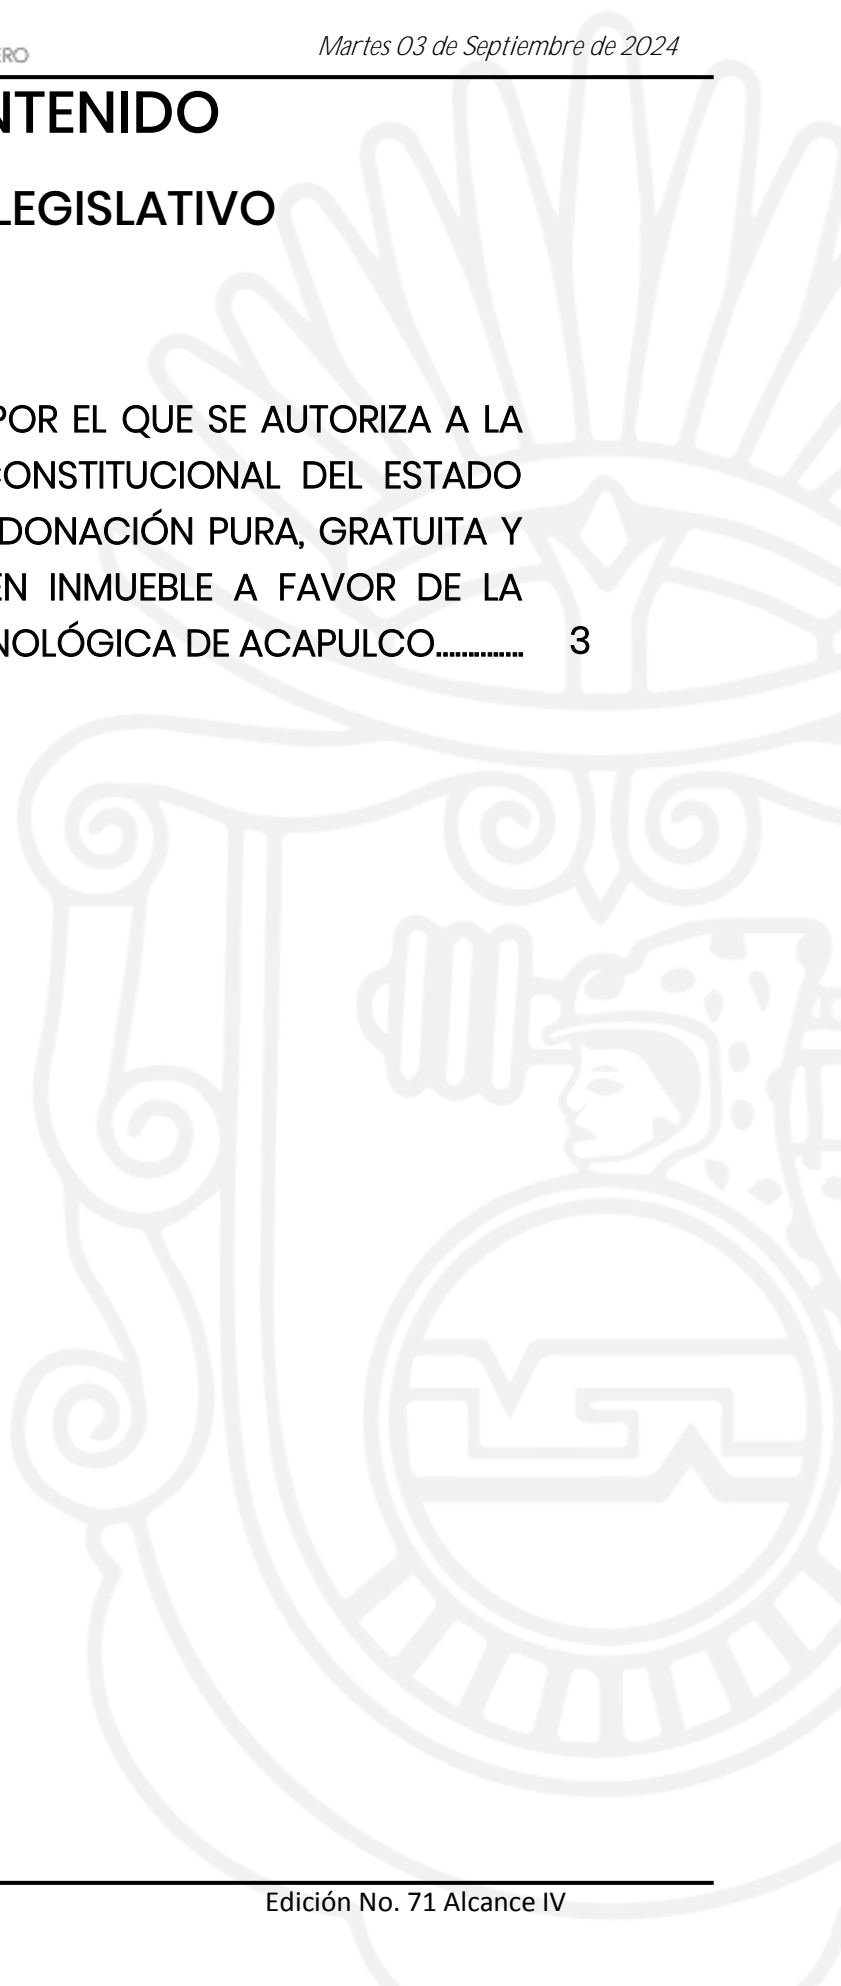 ERO
Martes 03 de Septiembre de 2024
NTENIDO
LEGISLATIVO
POR EL QUE SE AUTORIZA A LA
CONSTITUCIONAL DEL ESTADO
DONACIÓN PURA, GRATUITA Y
EN INMUEBLE A FAVOR DE LA
NOLÓGICA DE ACAPULCO............... 3
Edición No. 71 Alcance IV